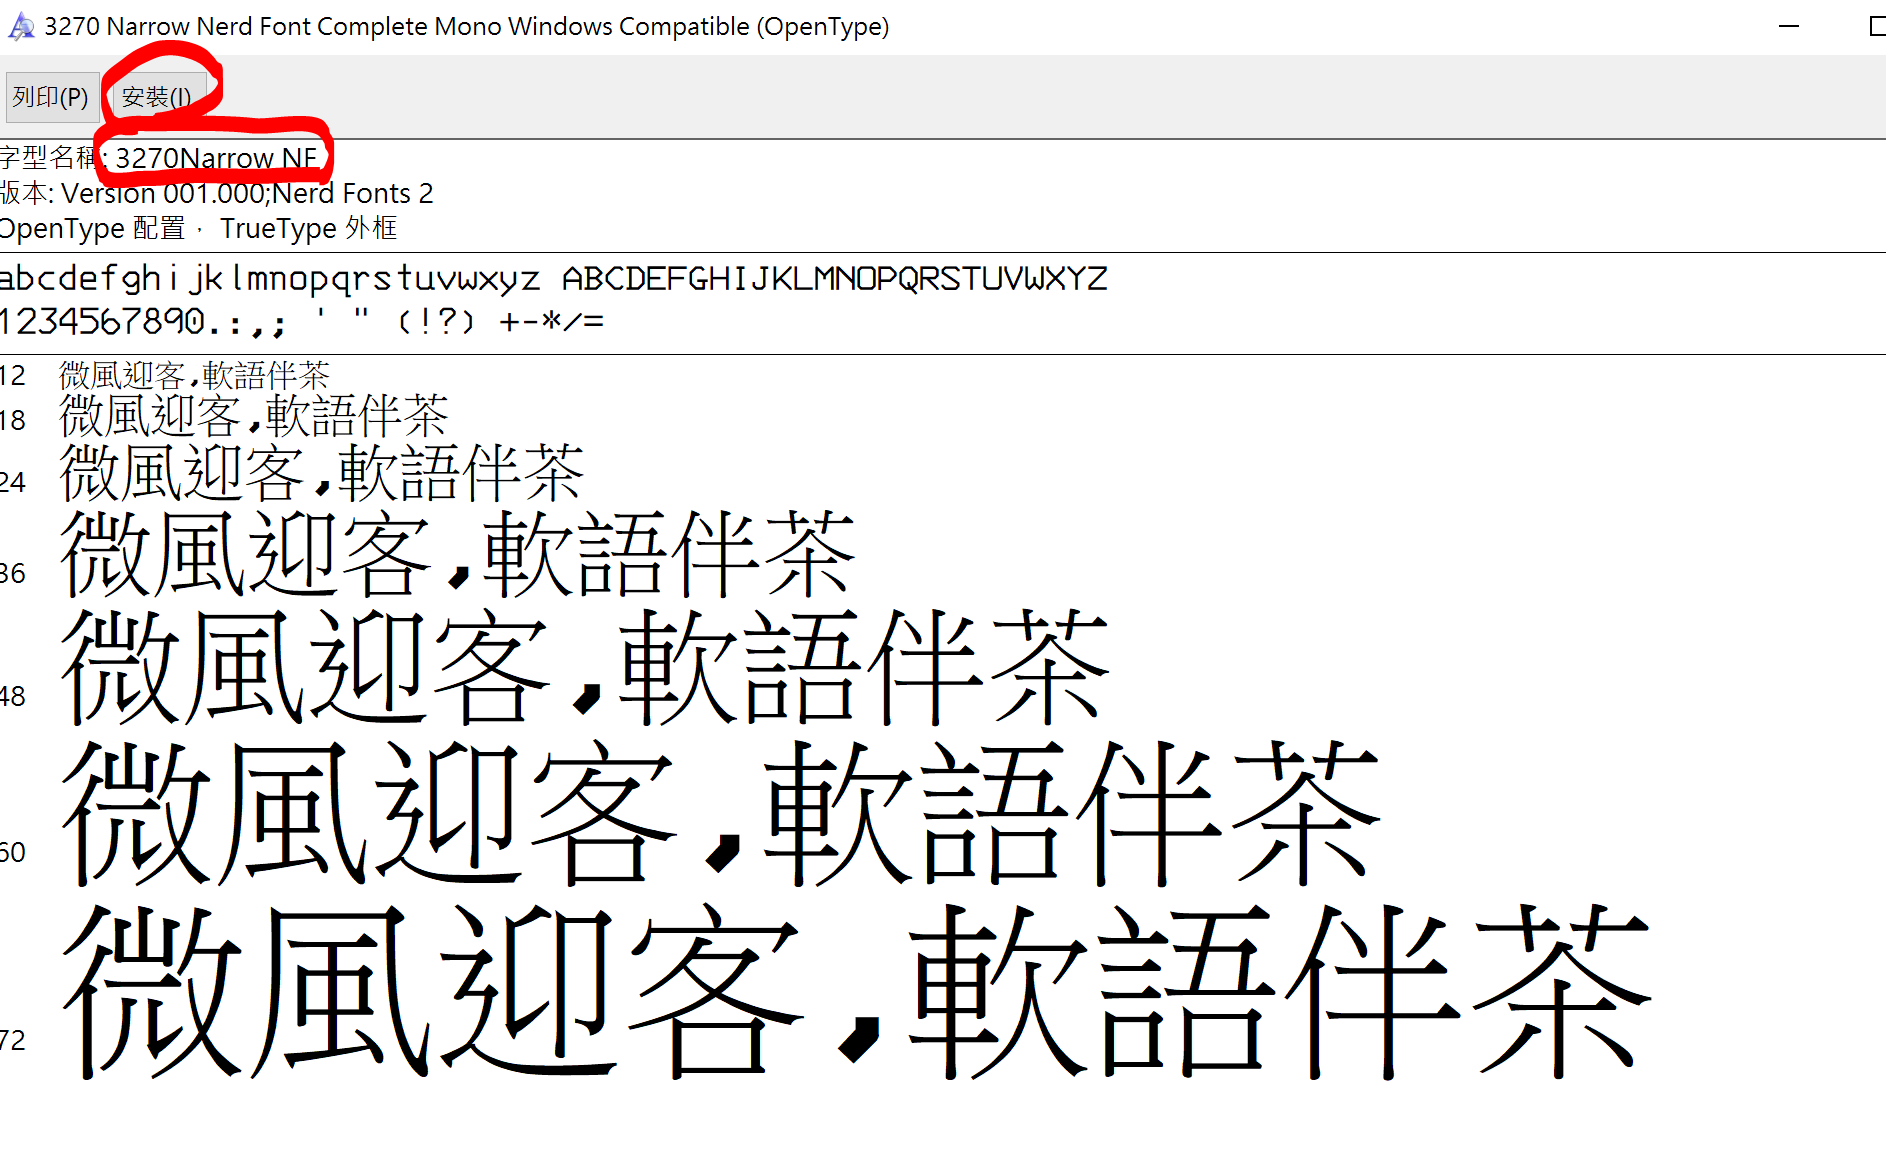 3270 Narrow Nerd Font Complete Mono Windows Compatible (OpenType)
列印(P) 安裝(I)
字型名稱: 3270Narrow NF
版本: Version 001.000;Nerd Fonts 2
OpenType 配置， TrueType 外框
abcdefghijklmnopqrstuvwxyz ABCDEFGHIJKLMNOPQRSTUVWXYZ
1234567890.:,; ' " (!?) +-*/=
12 微風迎客,軟語伴茶
18 微風迎客,軟語伴茶
24 微風迎客,軟語伴茶
36 微風迎客,軟語伴茶
48 微風迎客,軟語伴茶
60 微風迎客,軟語伴茶
72 微風迎客,軟語伴茶